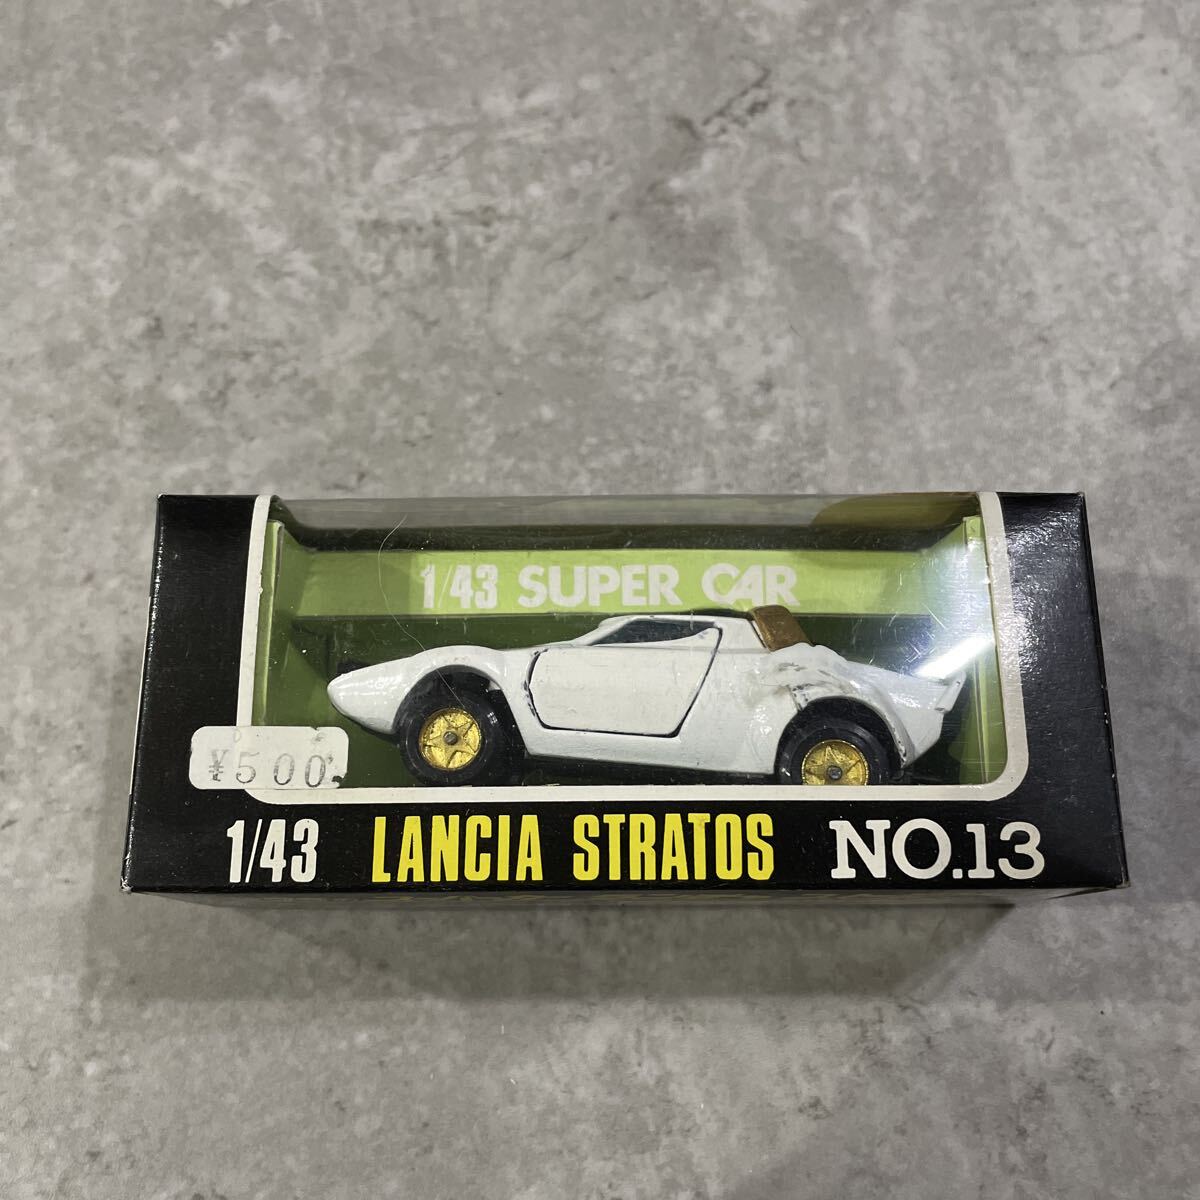 1/43 SUPER CAR
¥500
1/43 LANCIA STRATOS NO.13